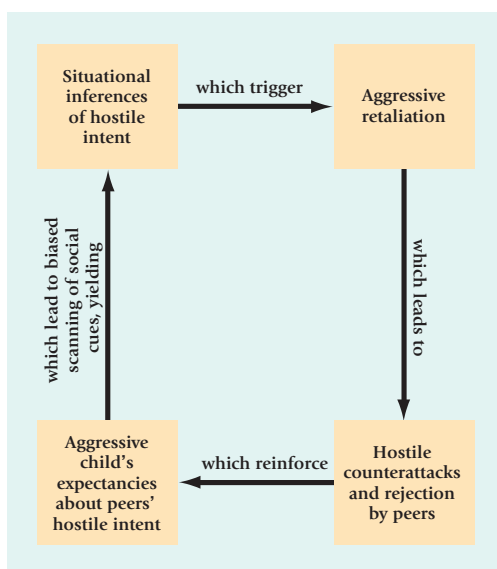 Situational
inferences
of hostile
intent
which trigger
Aggressive
retaliation
which leads to
Hostile
counterattacks
and rejection
by peers
which reinforce
Aggressive
child's
expectancies
about peers'
hostile intent
which lead to biased
scanning of social
cues, yielding